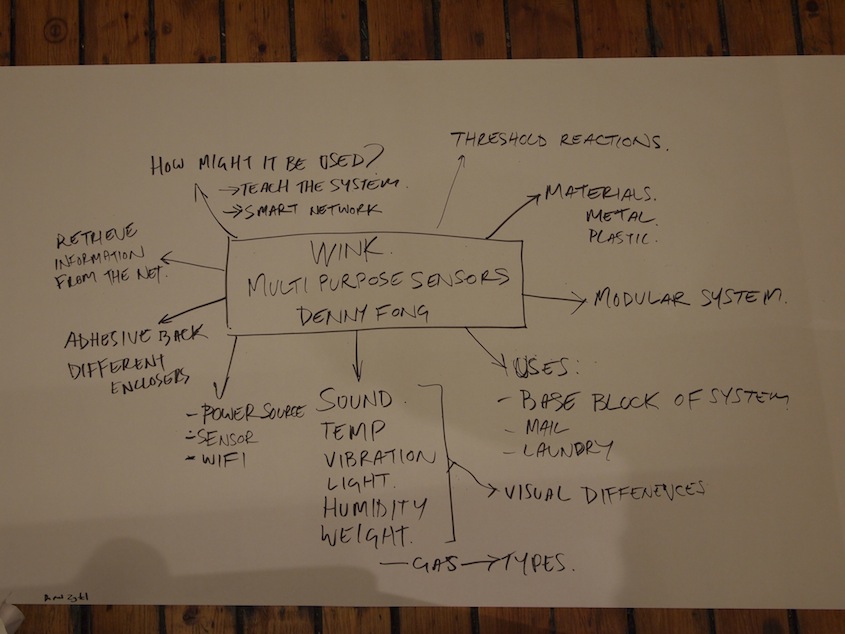 THRESHOLD REACTIONS.
HOW MIGHT IT BE USED?
→ TEACH THE SYSTEM.
→ SMART NETWORK
MATERIALS.
METAL.
PLASTIC.
RETRIEVE
INFORMATION
FROM THE NET.
WINK.
MULTI PURPOSE SENSORS
DENNY FONG
MODULAR SYSTEM.
ADHESIVE BACK
DIFFERENT
ENCLOSERS
- POWER SOURCE
- SENSOR
- WIFI
SOUND.
TEMP
VIBRATION
LIGHT.
HUMIDITY
WEIGHT.
- GAS → TYPES.
USES:
- BASE BLOCK OF SYSTEM
- MAIL
- LAUNDRY
VISUAL DIFFENENCES